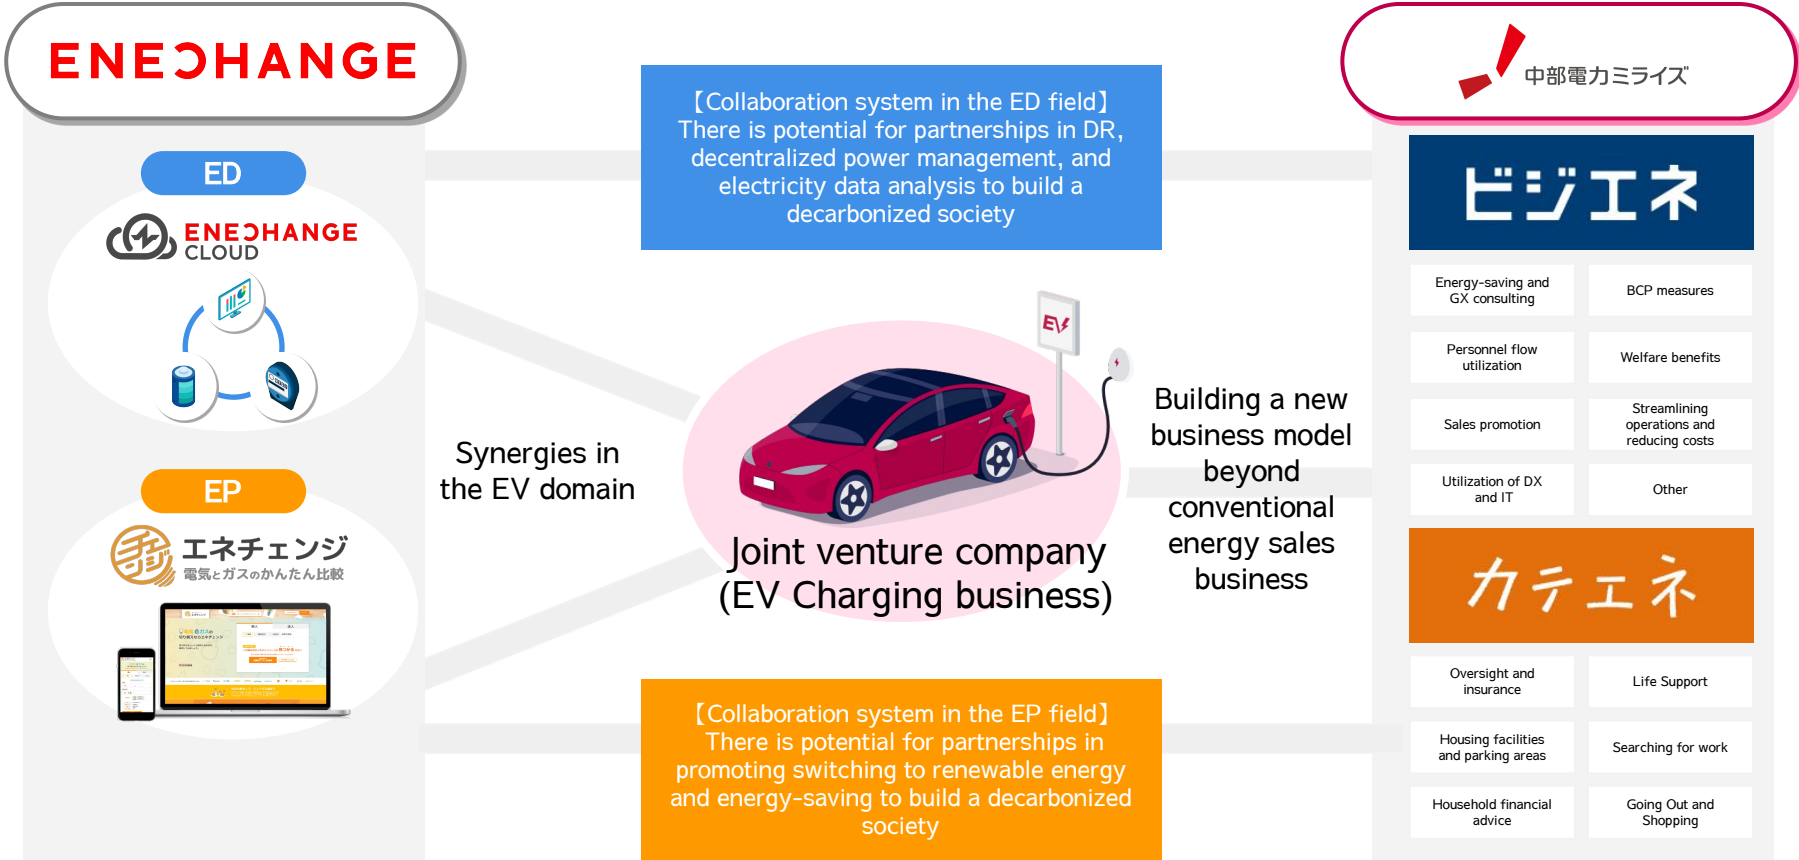 ENECHANGE
ED
ENECHANGE
CLOUD
EP
エネチェンジ
電気とガスのかんたん比較
Synergies in
the EV domain
【Collaboration system in the ED field】
There is potential for partnerships in DR,
decentralized power management, and
electricity data analysis to build a
decarbonized society
EV
Joint venture company
(EV Charging business)
【Collaboration system in the EP field】
There is potential for partnerships in
promoting switching to renewable energy
and energy-saving to build a decarbonized
society
Building a new
business model
beyond
conventional
energy sales
business
中部電力ミライズ
ビジエネ
Energy-saving and
GX consulting
BCP measures
Personnel flow
utilization
Welfare benefits
Sales promotion
Streamlining
operations and
reducing costs
Utilization of DX
and IT
Other
カテエネ
Oversight and
insurance
Life Support
Housing facilities
and parking areas
Searching for work
Household financial
advice
Going Out and
Shopping